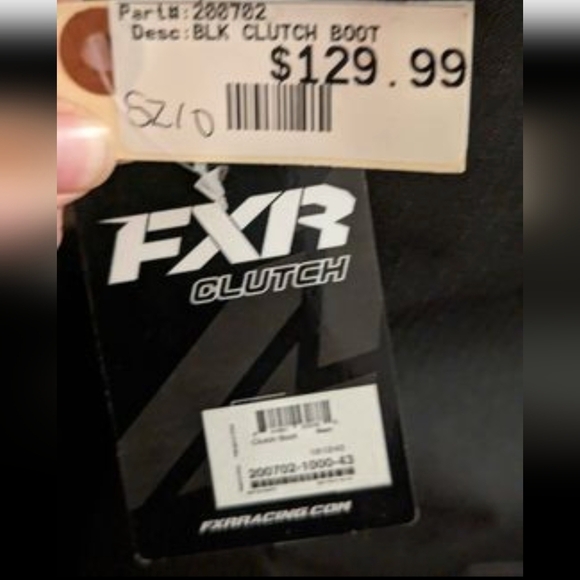 Part#:200702
Desc:BLK CLUTCH BOOT
$129.99
SZ10
FXR
CLUTCH
Clutch Boot
200702-1000-43
FXRRACING.COM